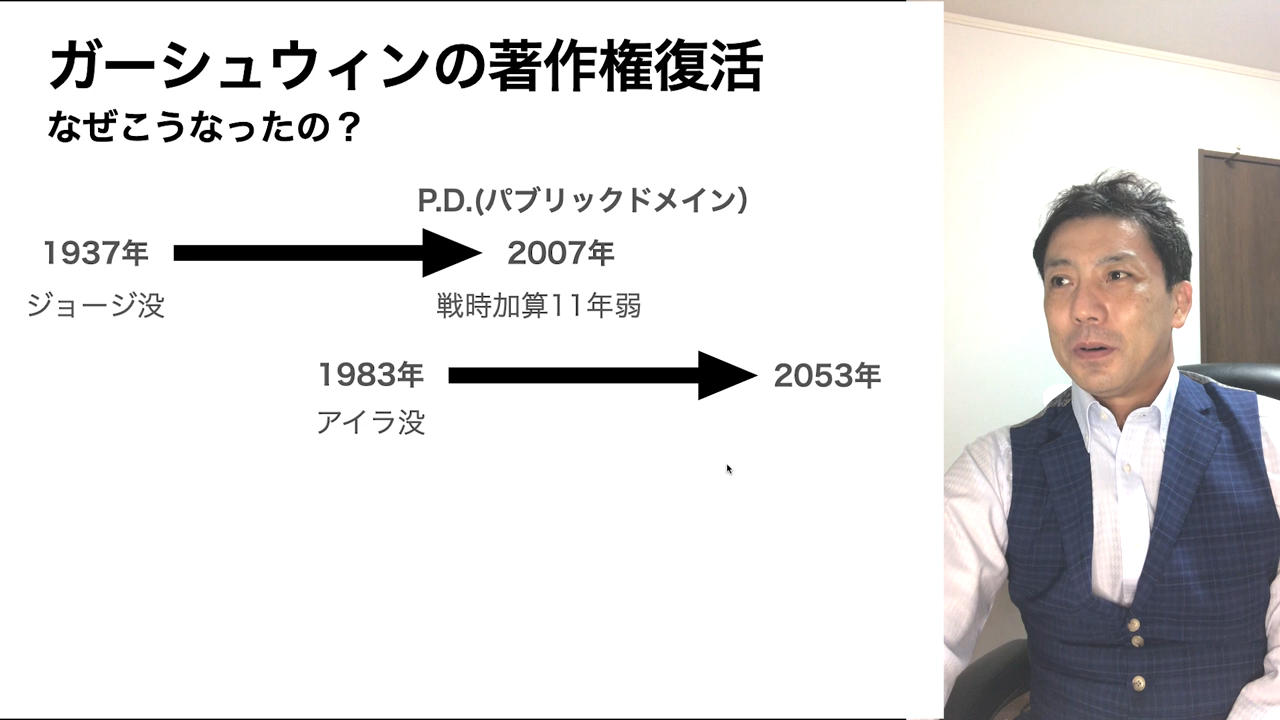 ガーシュウィンの著作権復活
なぜこうなったの？
P.D.(パブリックドメイン）
1937年
2007年
ジョージ没
戦時加算11年弱
1983年
2053年
アイラ没